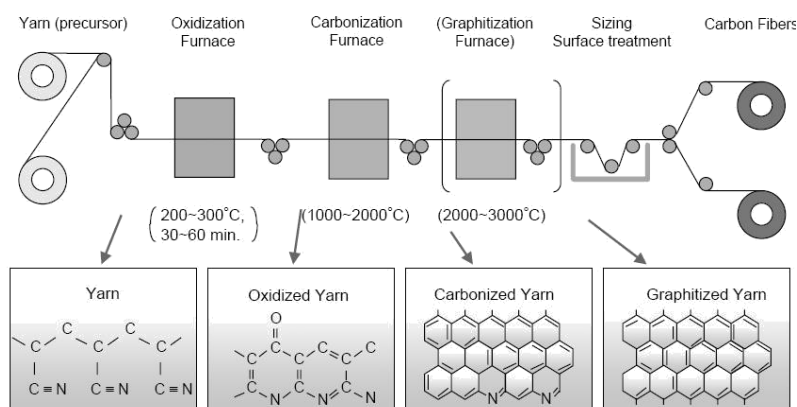 Yarn (precursor)
Oxidization
Furnace
Carbonization
Furnace
(Graphitization
Furnace)
Sizing
Surface treatment
Carbon Fibers
200~300°C,
30~60 min.
(1000~2000°C)
(2000~3000°C)
Yarn
C C
C C C
C≡N C≡N C≡N
Oxidized Yarn
O
C C C
C C C
C C C
N N N
Carbonized Yarn
N N
Graphitized Yarn